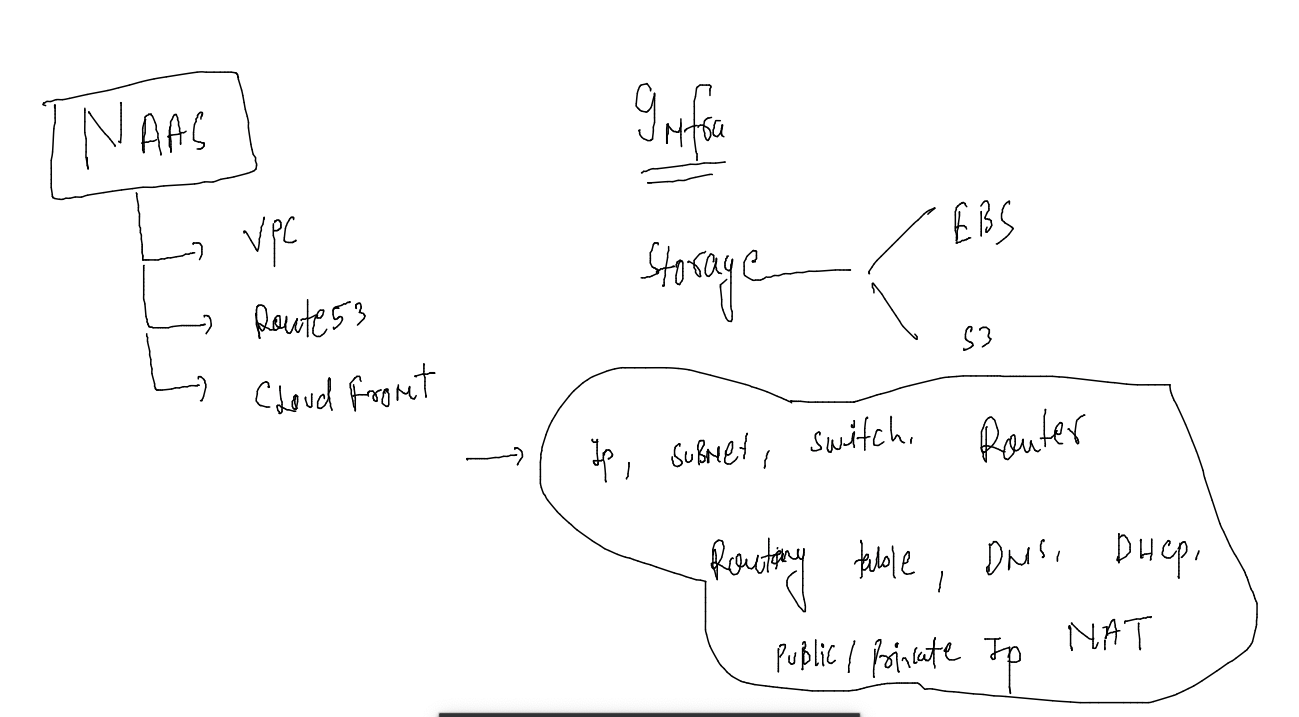 NAAS
VPC
Route53
Cloud Front
Infra
Storage
EBS
S3
Ip, subnet, switch, Router
Routing table, DNS, DHCP,
Public/Private Ip NAT